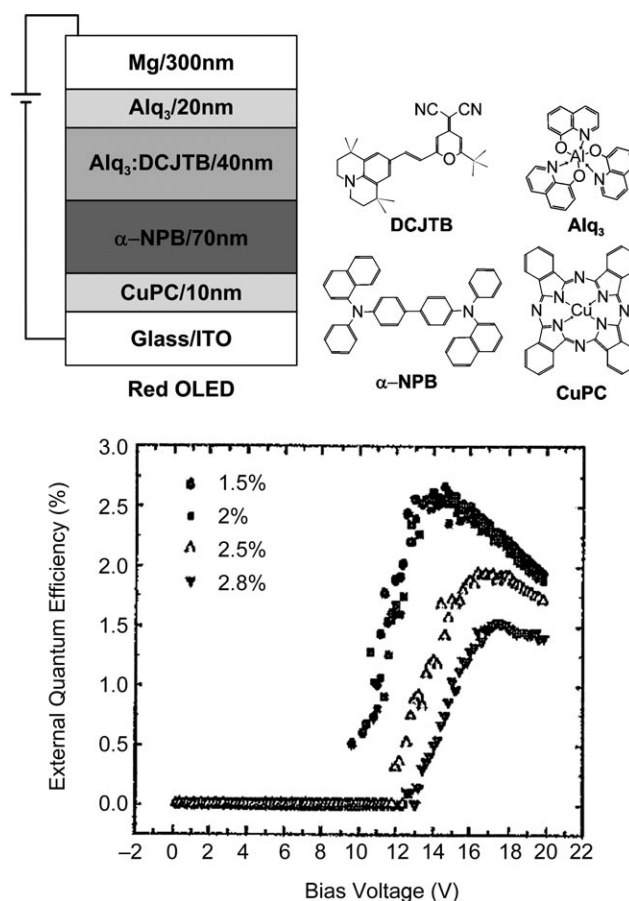 Mg/300nm
Alq3/20nm
Alq3:DCJTB/40nm
α–NPB/70nm
CuPC/10nm
Glass/ITO
Red OLED
NC CN
O
N
DCJTB
N
O Al O
N N
O
Alq3
N N
α–NPB
N N N
N Cu N
N N N
CuPC
3.0
2.5
2.0
1.5
1.0
0.5
0.0
1.5%
2%
2.5%
2.8%
External Quantum Efficiency (%)
–2 0 2 4 6 8 10 12 14 16 18 20 22
Bias Voltage (V)